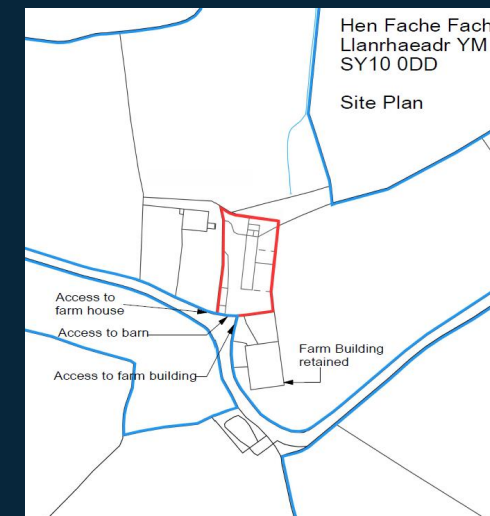 Hen Fache Fach
Llanrhaeadr YM
SY10 0DD
Site Plan
Access to
farm house
Access to barn
Access to farm building
Farm Building
retained